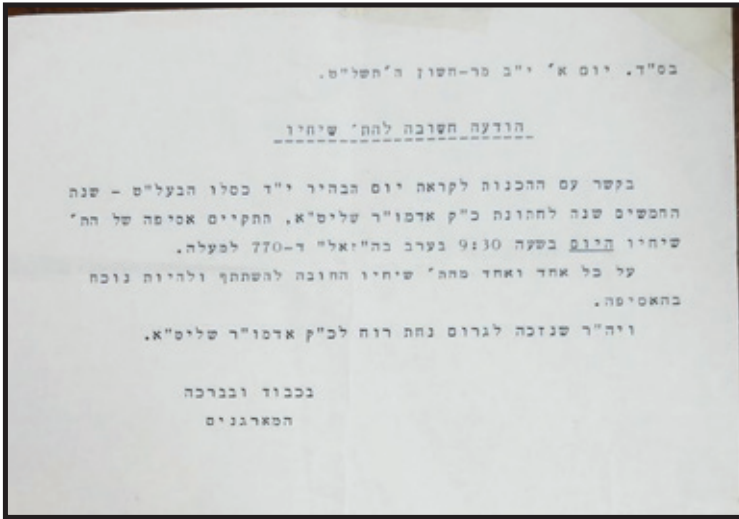 בס"ד. יום א' י"ב מר-חשון ה'תשל"ט.
הודעה חשובה להת' שיחיו
בקשר עם ההכנות לקראת יום הבהיר י"ד כסלו הבעל"ט - שנת
החמשים שנה לחתונת כ"ק אדמו"ר שליט"א, תתקיים אסיפה של הת'
שיחיו היום בשעה 9:30 בערב בה"זאל" ד-770 למעלה.
על כל אחד ואחד מהת' שיחיו החובה להשתתף ולהיות נוכח
בהאסיפה.
ויה"ר שנזכה לגרום נחת רוח לכ"ק אדמו"ר שליט"א.
בכבוד ובברכה
המארגנים